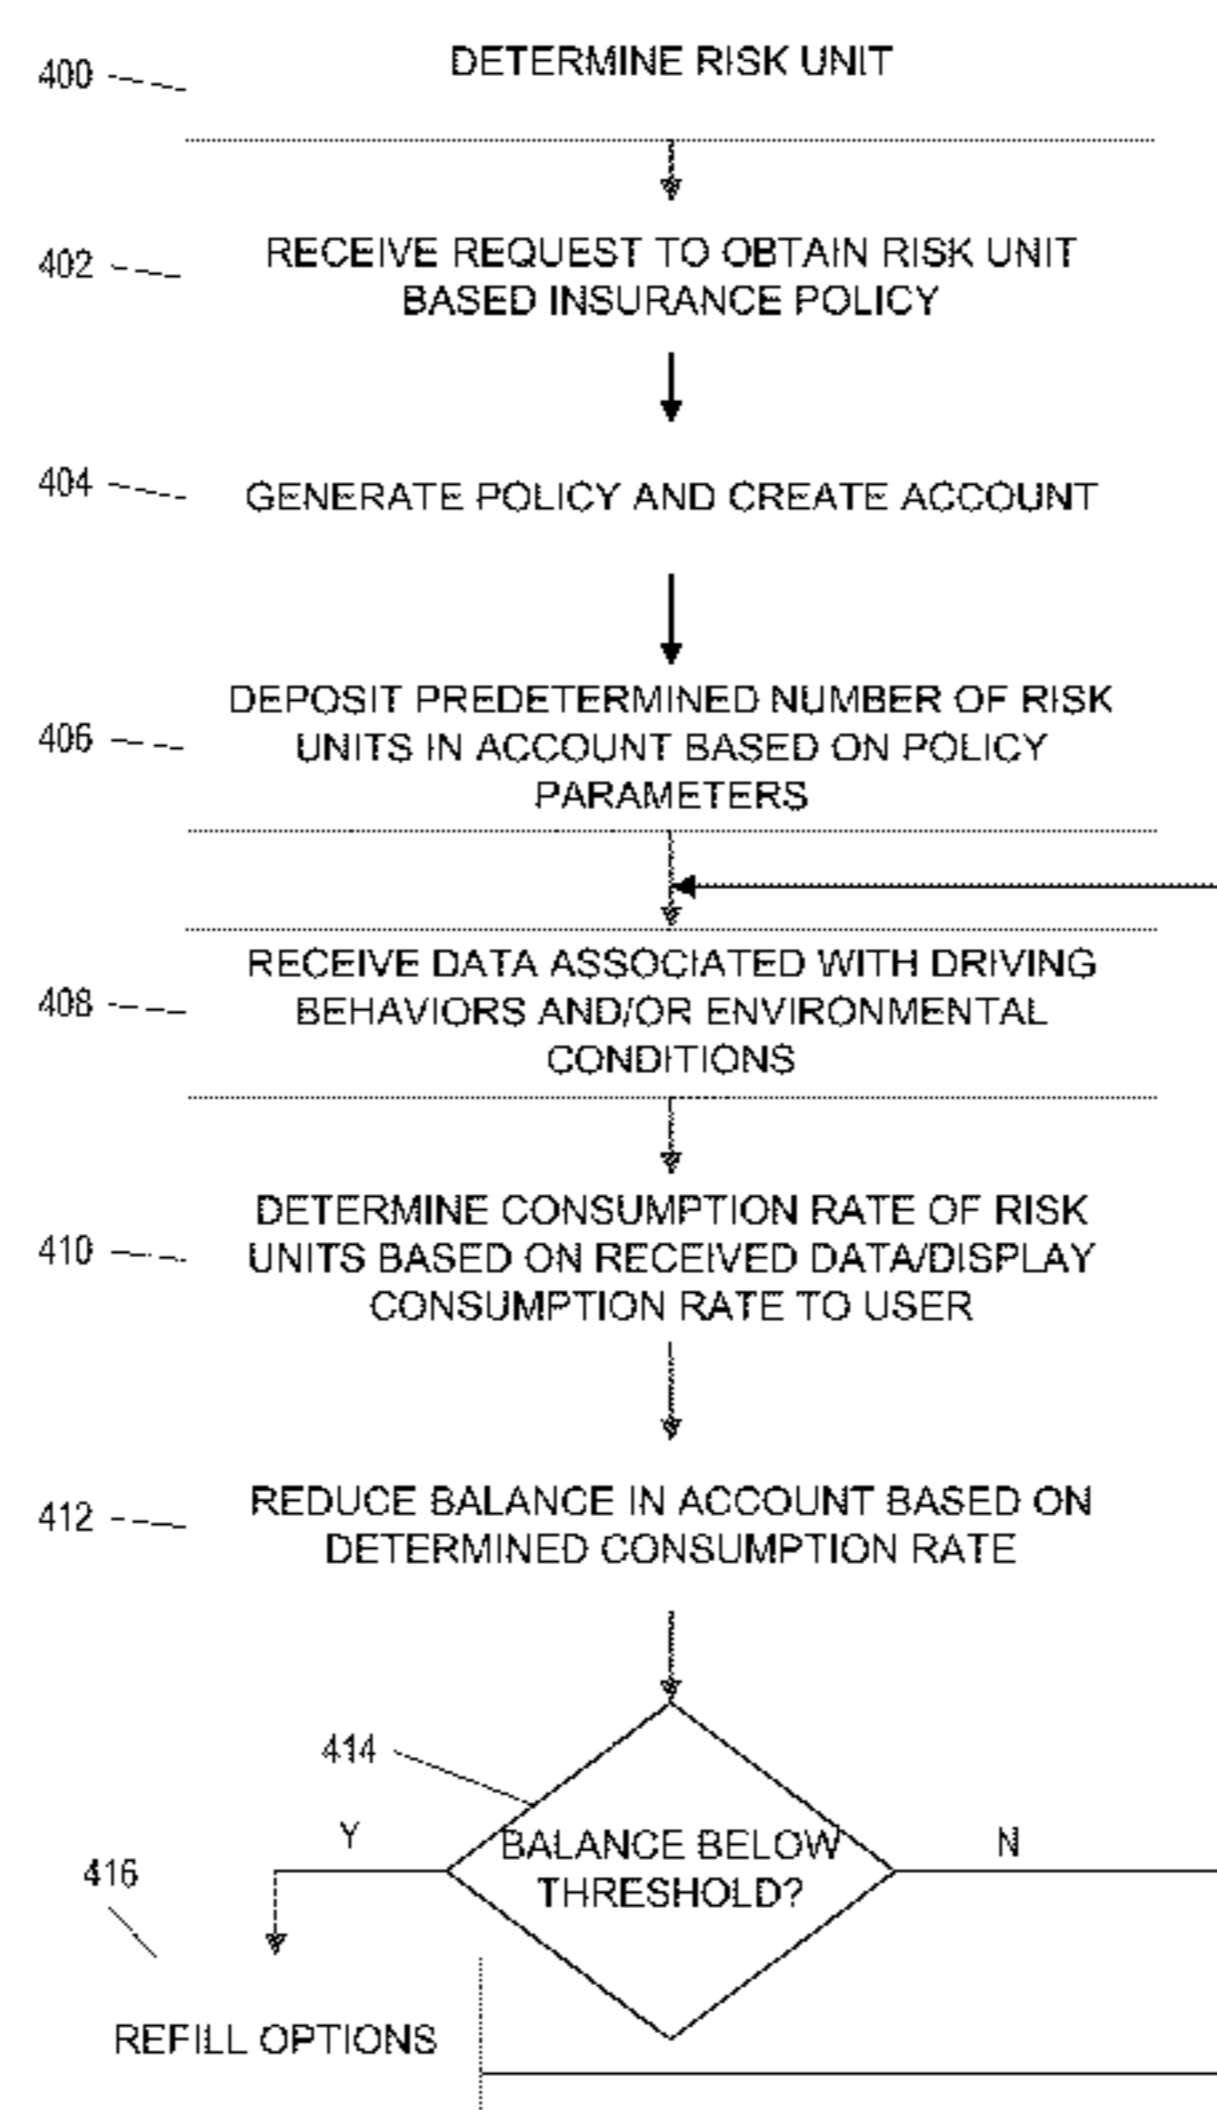 400
DETERMINE RISK UNIT
402
RECEIVE REQUEST TO OBTAIN RISK UNIT
BASED INSURANCE POLICY
404
GENERATE POLICY AND CREATE ACCOUNT
406
DEPOSIT PREDETERMINED NUMBER OF RISK
UNITS IN ACCOUNT BASED ON POLICY
PARAMETERS
408
RECEIVE DATA ASSOCIATED WITH DRIVING
BEHAVIORS AND/OR ENVIRONMENTAL
CONDITIONS
410
DETERMINE CONSUMPTION RATE OF RISK
UNITS BASED ON RECEIVED DATA/DISPLAY
CONSUMPTION RATE TO USER
412
REDUCE BALANCE IN ACCOUNT BASED ON
DETERMINED CONSUMPTION RATE
414
BALANCE BELOW
THRESHOLD?
Y
N
416
REFILL OPTIONS